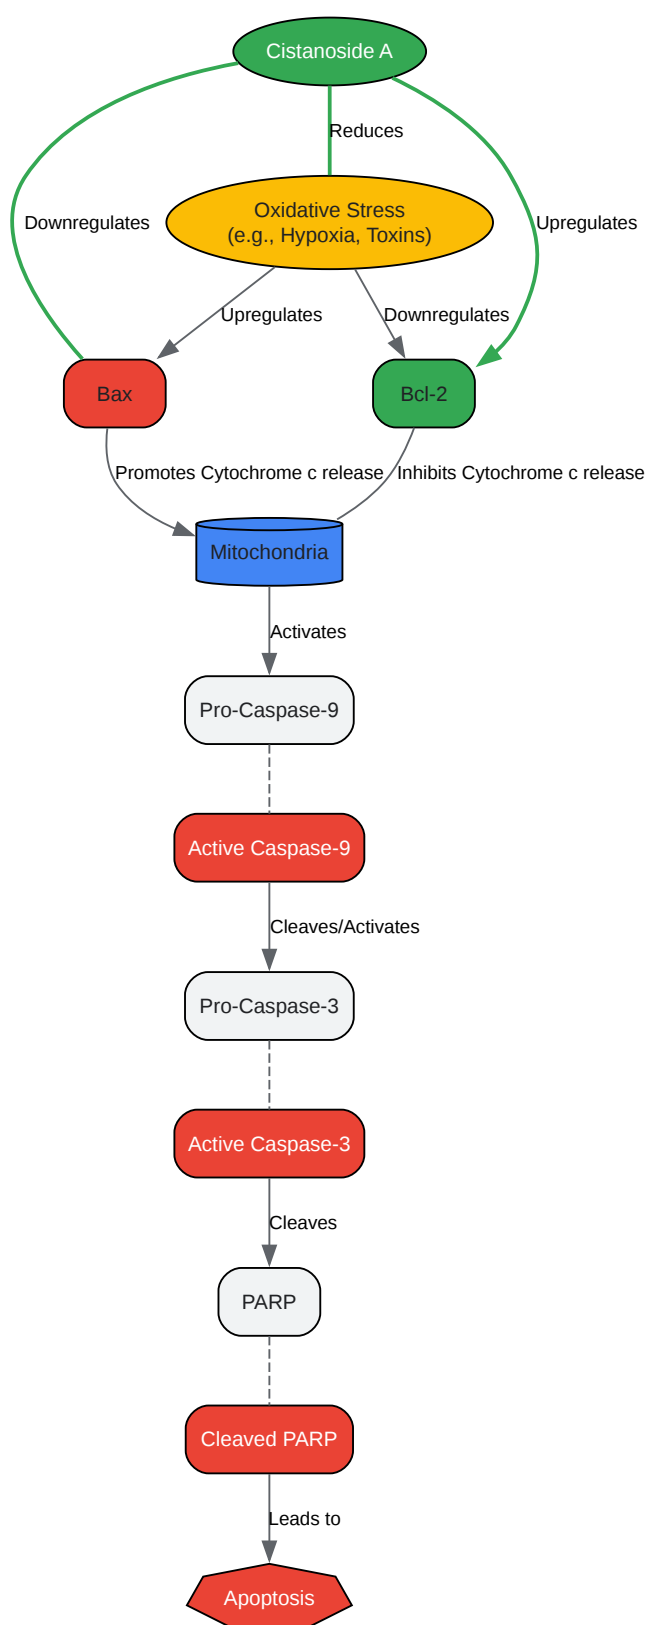 Cistanoside A
Reduces
Oxidative Stress
(e.g., Hypoxia, Toxins)
Downregulates
Upregulates
Upregulates
Downregulates
Bax
Bcl-2
Promotes Cytochrome c release
Inhibits Cytochrome c release
Mitochondria
Activates
Pro-Caspase-9
Active Caspase-9
Cleaves/Activates
Pro-Caspase-3
Active Caspase-3
Cleaves
PARP
Cleaved PARP
Leads to
Apoptosis